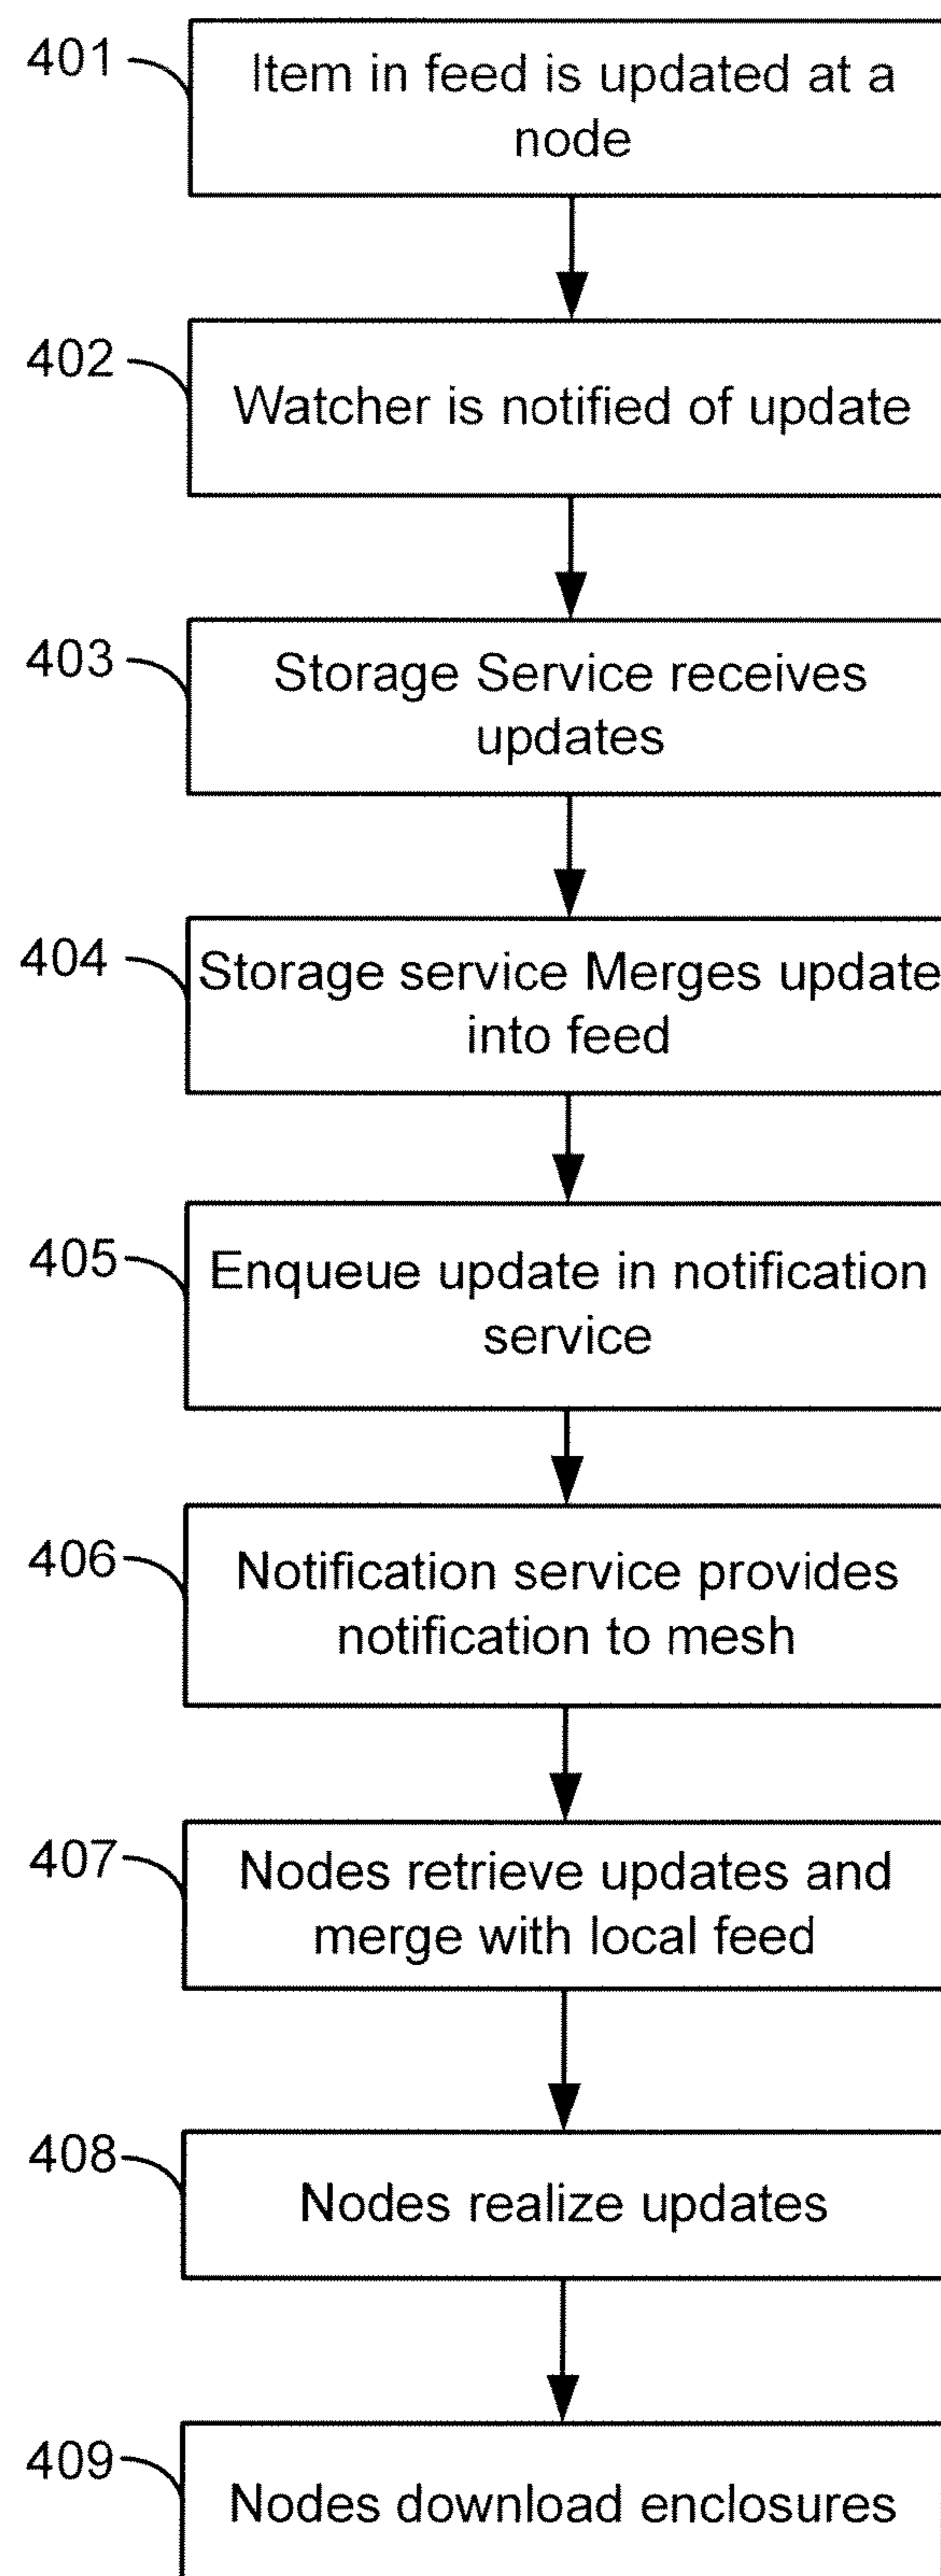 401
Item in feed is updated at a
node
402
Watcher is notified of update
403
Storage Service receives
updates
404
Storage service Merges update
into feed
405
Enqueue update in notification
service
406
Notification service provides
notification to mesh
407
Nodes retrieve updates and
merge with local feed
408
Nodes realize updates
409
Nodes download enclosures